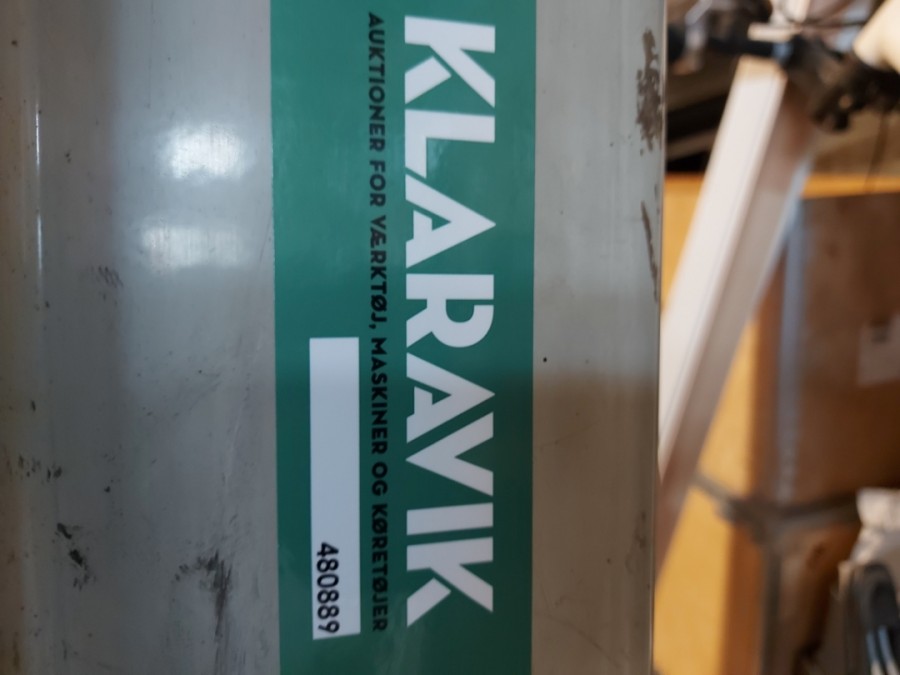 KLARAVIK
AUKTIONER FOR VÆRKTØJ, MASKINER OG KØRETØJER
480889